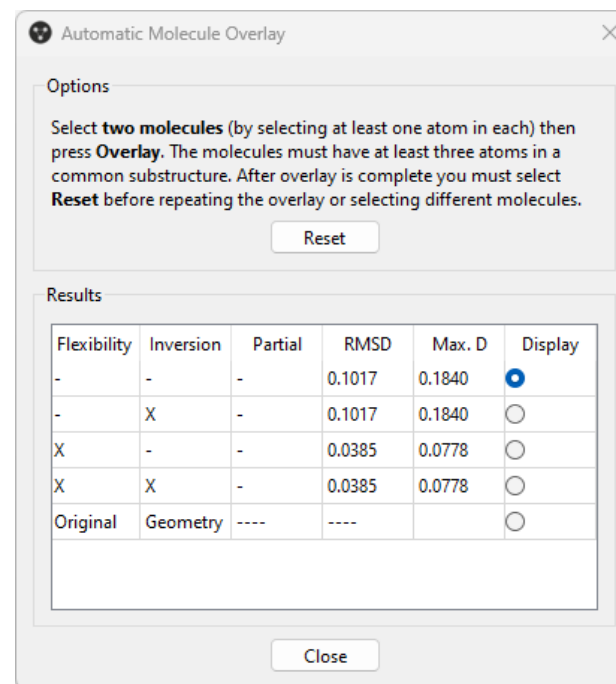 Automatic Molecule Overlay
Options
Select two molecules (by selecting at least one atom in each) then
press Overlay. The molecules must have at least three atoms in a
common substructure. After overlay is complete you must select
Reset before repeating the overlay or selecting different molecules.
Reset
Results
Flexibility Inversion Partial RMSD Max. D Display
- - - 0.1017 0.1840
- X - 0.1017 0.1840
X - - 0.0385 0.0778
X X - 0.0385 0.0778
Original Geometry ---- ----
Close